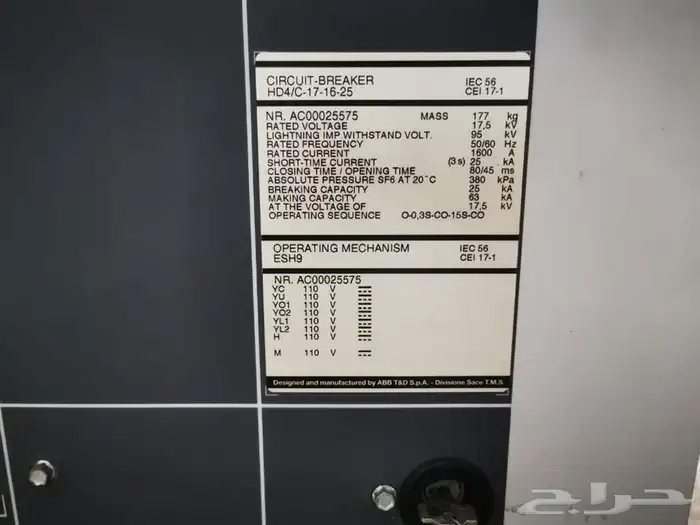 CIRCUIT-BREAKER IEC 56
HD4/C-17-16-25 CEI 17-1
NR. AC00025575 MASS 177 kg
RATED VOLTAGE 17,5 kV
LIGHTNING IMP.WITHSTAND VOLT. 95 kV
RATED FREQUENCY 50/60 Hz
RATED CURRENT 1600 A
SHORT-TIME CURRENT (3s) 25 kA
CLOSING TIME / OPENING TIME 80/45 ms
ABSOLUTE PRESSURE SF6 AT 20°C 380 kPa
BREAKING CAPACITY 25 kA
MAKING CAPACITY 63 kA
AT THE VOLTAGE OF 17,5 kV
OPERATING SEQUENCE O-0,3S-CO-15S-CO
OPERATING MECHANISM IEC 56
ESH9 CEI 17-1
NR. AC00025575
YC 110 V
YU 110 V
YO1 110 V
YO2 110 V
YL1 110 V
YL2 110 V
H 110 V
M 110 V
Designed and manufactured by ABB T&D S.p.A. - Divisione Sace T.M.S.
حراج